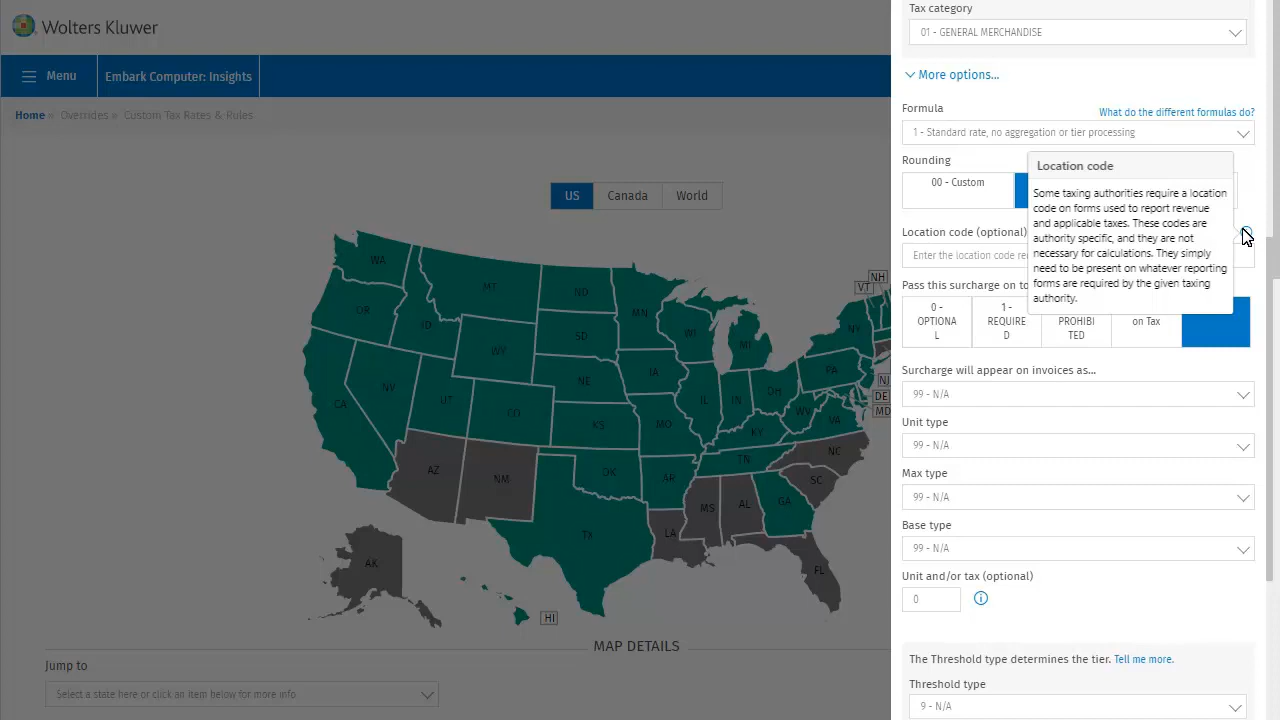 Wolters Kluwer
Menu
Embark Computer: Insights
Home » Overrides » Custom Tax Rates & Rules
US
Canada
World
WA
MT
ND
MN
OR
ID
SD
WI
MI
VT
NH
NY
WY
IA
NE
PA
NJ
NV
UT
CO
IL
IN
OH
DE
MD
CA
KS
MO
WV
VA
KY
NC
AZ
NM
OK
TN
AR
SC
MS
AL
GA
TX
LA
AK
FL
HI
MAP DETAILS
Jump to
Select a state here or click an item below for more info.
Tax category
01 - GENERAL MERCHANDISE
More options...
Formula
What do the different formulas do?
1 - Standard rate, no aggregation or tier processing
Rounding
00 - Custom
Location code
Some taxing authorities require a location
code on forms used to report revenue
and applicable taxes. These codes are
authority specific, and they are not
necessary for calculations. They simply
need to be present on whatever reporting
forms are required by the given taxing
authority.
Location code (optional)
Enter the location code
Pass this surcharge on to
0 -
OPTIONA
L
1 -
REQUIRE
D
PROHIBI
TED
on Tax
Surcharge will appear on invoices as...
99 - N/A
Unit type
99 - N/A
Max type
99 - N/A
Base type
99 - N/A
Unit and/or tax (optional)
0
The Threshold type determines the tier. Tell me more.
Threshold type
9 - N/A